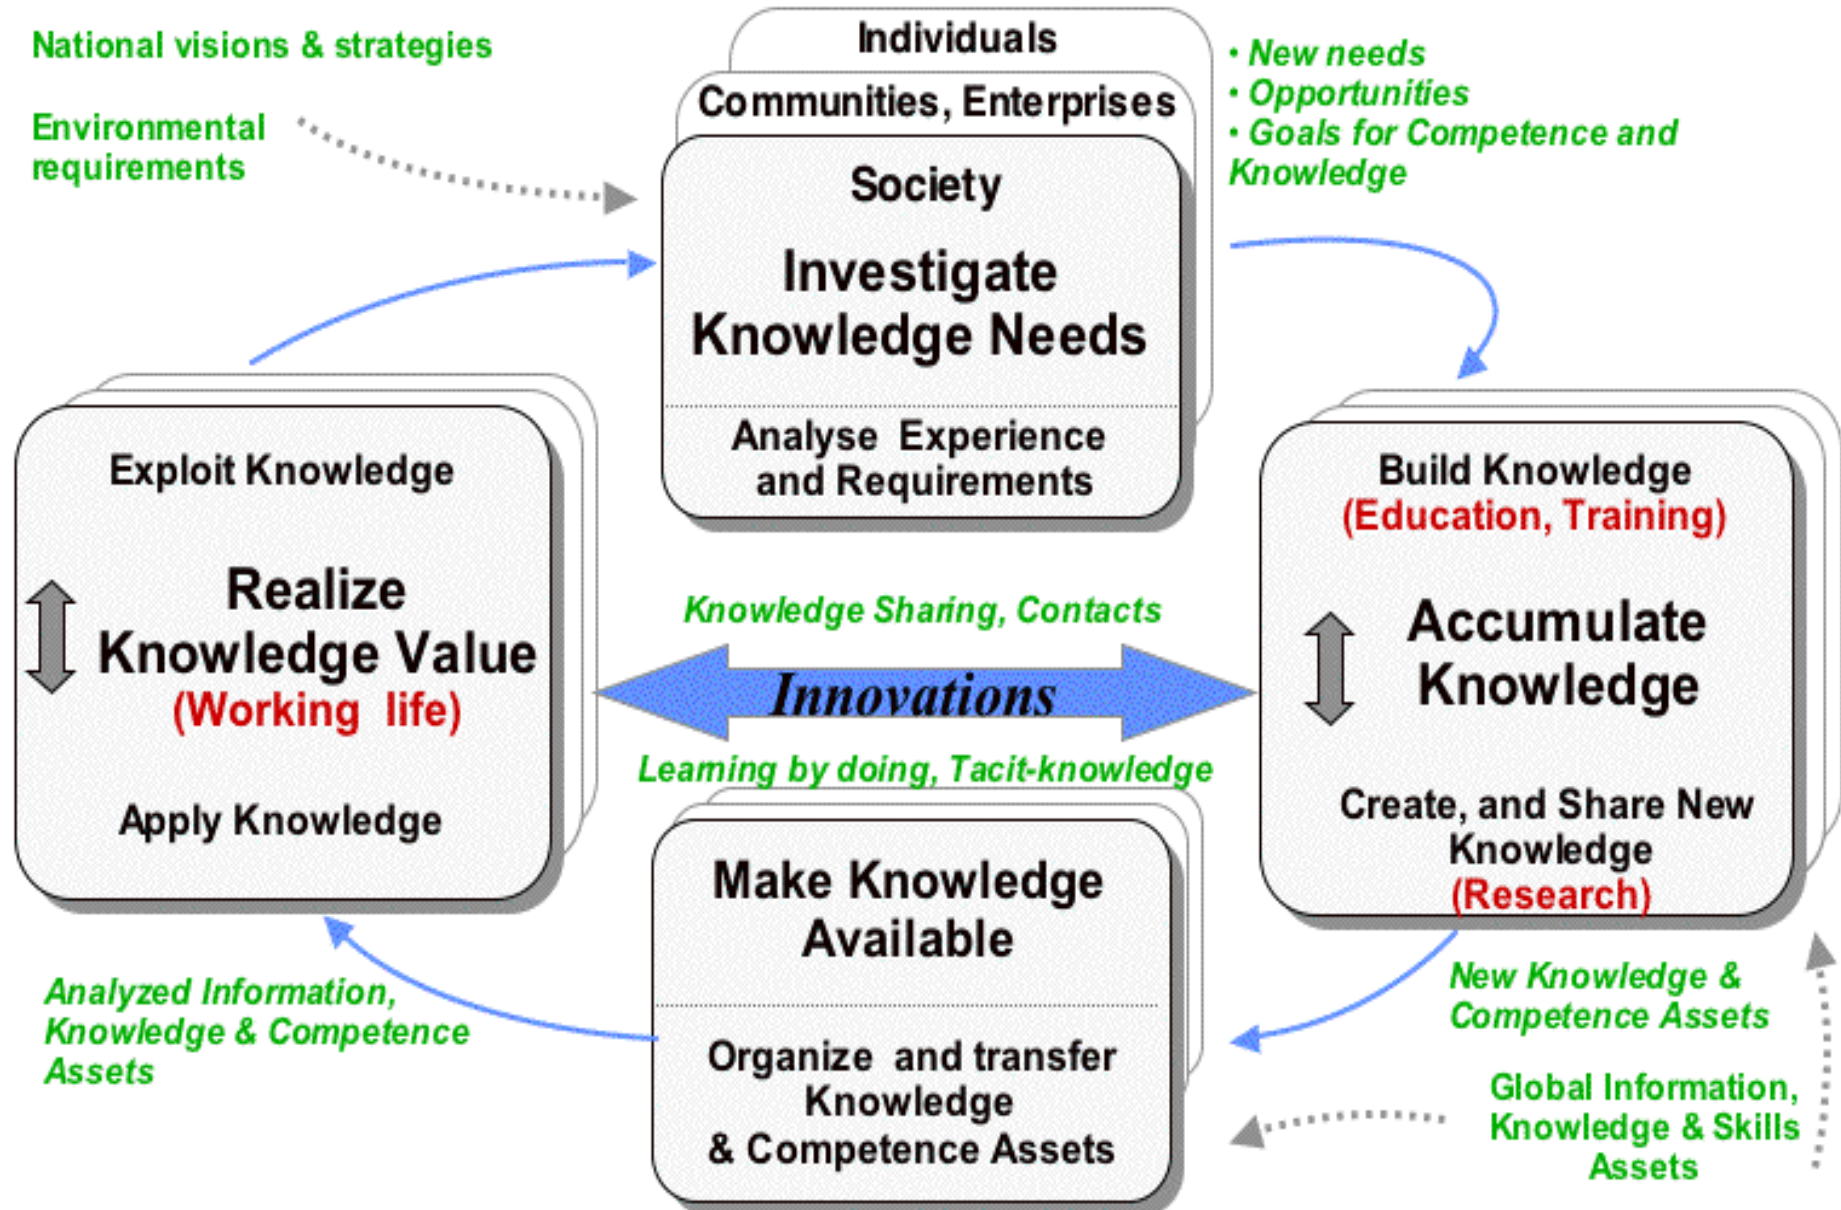 National visions & strategies
Environmental
requirements
Individuals
Communities, Enterprises
Society
Investigate
Knowledge Needs
Analyse Experience
and Requirements
• New needs
• Opportunities
• Goals for Competence and
Knowledge
Exploit Knowledge
Realize
Knowledge Value
(Working life)
Apply Knowledge
Knowledge Sharing, Contacts
Innovations
Learning by doing, Tacit-knowledge
Build Knowledge
(Education, Training)
Accumulate
Knowledge
Create, and Share New
Knowledge
(Research)
Make Knowledge
Available
Organize and transfer
Knowledge
& Competence Assets
Analyzed Information,
Knowledge & Competence
Assets
New Knowledge &
Competence Assets
Global Information,
Knowledge & Skills
Assets